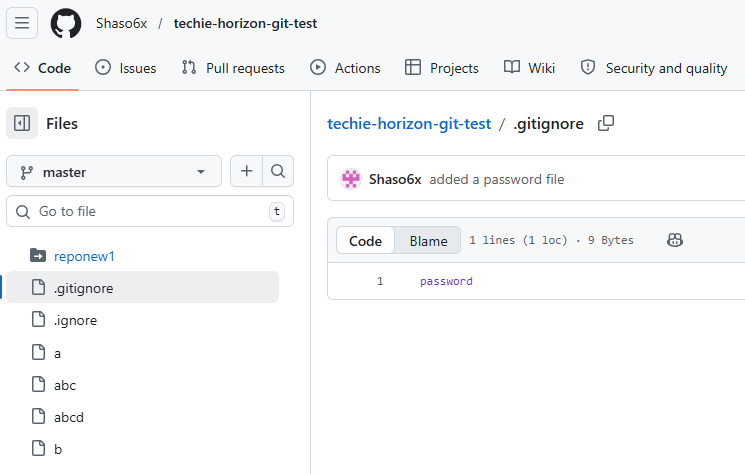 Shaso6x / techie-horizon-git-test
Code Issues Pull requests Actions Projects Wiki Security and quality
Files
master
Go to file t
reponew1
.gitignore
.ignore
a
abc
abcd
b
techie-horizon-git-test / .gitignore
Shaso6x added a password file
Code Blame 1 lines (1 loc) · 9 Bytes
1 password